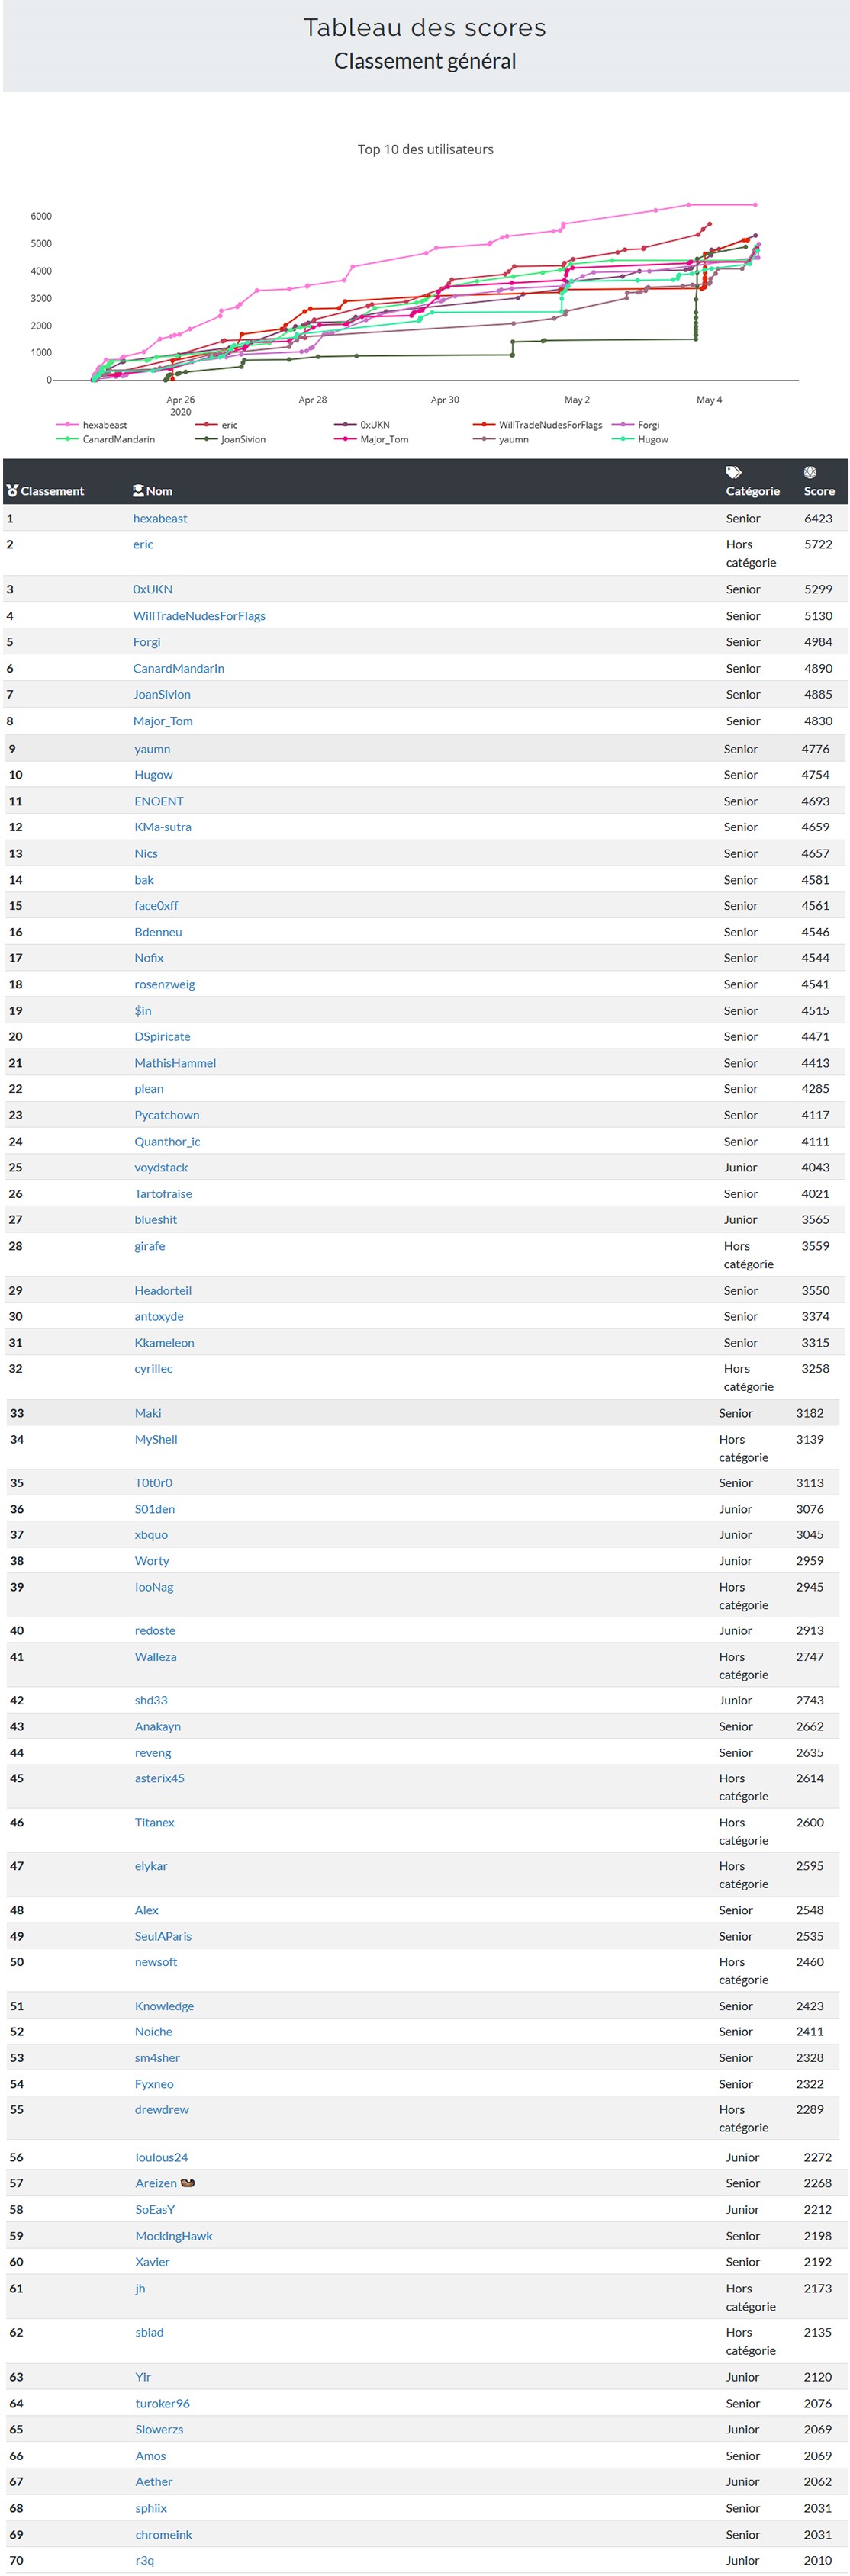 Tableau des scores
Classement général
Top 10 des utilisateurs
6000
5000
4000
3000
2000
1000
0
Apr 26
2020
Apr 28
Apr 30
May 2
May 4
hexabeast
eric
0xUKN
WillTradeNudesForFlags
Forgi
CanardMandarin
JoanSivion
Major_Tom
yaumn
Hugow
Classement Nom Catégorie Score
1 hexabeast Senior 6423
2 eric Hors catégorie 5722
3 0xUKN Senior 5299
4 WillTradeNudesForFlags Senior 5130
5 Forgi Senior 4984
6 CanardMandarin Senior 4890
7 JoanSivion Senior 4885
8 Major_Tom Senior 4830
9 yaumn Senior 4776
10 Hugow Senior 4754
11 ENOENT Senior 4693
12 KMa-sutra Senior 4659
13 Nics Senior 4657
14 bak Senior 4581
15 face0xff Senior 4561
16 Bdenneu Senior 4546
17 Nofix Senior 4544
18 rosenzweig Senior 4541
19 $in Senior 4515
20 DSpiricate Senior 4471
21 MathisHammel Senior 4413
22 plean Senior 4285
23 Pycatchown Senior 4117
24 Quanthor_ic Senior 4111
25 voydstack Junior 4043
26 Tartofraise Senior 4021
27 blueshit Junior 3565
28 girafe Hors catégorie 3559
29 Headorteil Senior 3550
30 antoxyde Senior 3374
31 Kkameleon Senior 3315
32 cyrillec Hors catégorie 3258
33 Maki Senior 3182
34 MyShell Hors catégorie 3139
35 T0t0r0 Senior 3113
36 S01den Junior 3076
37 xbquo Junior 3045
38 Worty Junior 2959
39 IooNag Hors catégorie 2945
40 redoste Junior 2913
41 Walleza Hors catégorie 2747
42 shd33 Junior 2743
43 Anakayn Senior 2662
44 reveng Senior 2635
45 asterix45 Hors catégorie 2614
46 Titanex Hors catégorie 2600
47 elykar Hors catégorie 2595
48 Alex Senior 2548
49 SeulAParis Senior 2535
50 newsoft Hors catégorie 2460
51 Knowledge Senior 2423
52 Noiche Senior 2411
53 sm4sher Senior 2328
54 Fyxneo Senior 2322
55 drewdrew Hors catégorie 2289
56 loulous24 Junior 2272
57 Areizen Senior 2268
58 SoEasY Junior 2212
59 MockingHawk Senior 2198
60 Xavier Senior 2192
61 jh Hors catégorie 2173
62 sbiad Hors catégorie 2135
63 Yir Junior 2120
64 turoker96 Senior 2076
65 Slowerzs Junior 2069
66 Amos Senior 2069
67 Aether Junior 2062
68 sphiix Senior 2031
69 chromeink Senior 2031
70 r3q Junior 2010